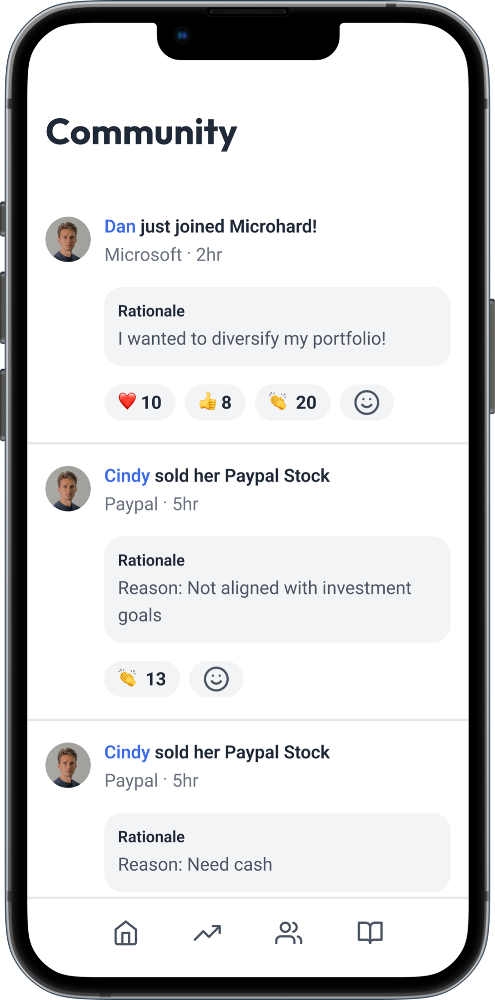 Community
Dan just joined Microhard!
Microsoft · 2hr
Rationale
I wanted to diversify my portfolio!
❤️ 10 👍 8 👏 20
Cindy sold her Paypal Stock
Paypal · 5hr
Rationale
Reason: Not aligned with investment
goals
👏 13
Cindy sold her Paypal Stock
Paypal · 5hr
Rationale
Reason: Need cash